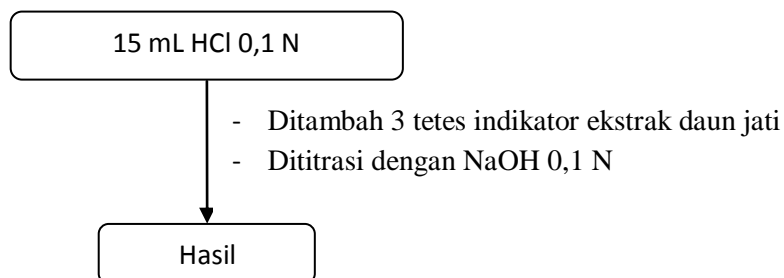 15 mL HCl 0,1 N
- Ditambah 3 tetes indikator ekstrak daun jati
- Dititrasi dengan NaOH 0,1 N
Hasil